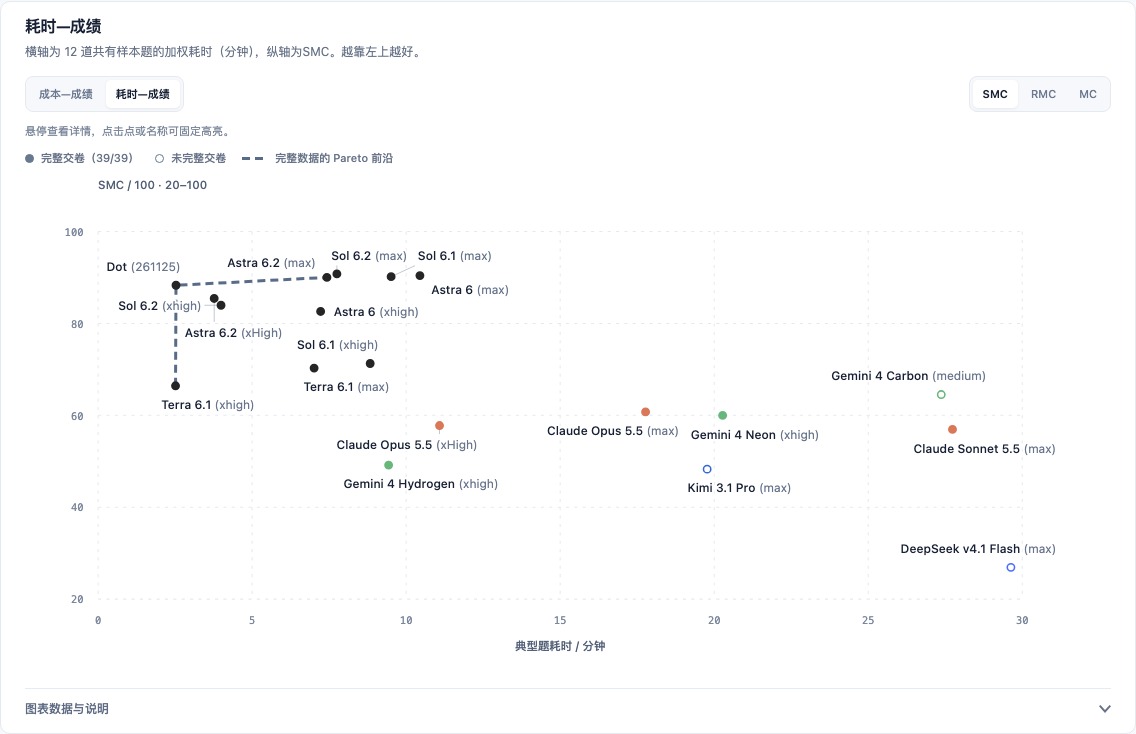 耗时—成绩
横轴为 12 道共有样本题的加权耗时（分钟），纵轴为SMC。越靠左上越好。
成本—成绩 耗时—成绩 SMC RMC MC
悬停查看详情，点击点或名称可固定高亮。
完整交卷（39/39） 未完整交卷 完整数据的 Pareto 前沿
SMC / 100 · 20–100
100
Sol 6.2 (max) Sol 6.1 (max)
Astra 6.2 (max)
Dot (261125)
Astra 6 (max)
Sol 6.2 (xhigh)
Astra 6 (xhigh)
80
Astra 6.2 (xHigh)
Sol 6.1 (xhigh)
Gemini 4 Carbon (medium)
Terra 6.1 (max)
Terra 6.1 (xhigh)
60
Claude Opus 5.5 (max) Gemini 4 Neon (xhigh)
Claude Opus 5.5 (xHigh)
Claude Sonnet 5.5 (max)
Gemini 4 Hydrogen (xhigh)
Kimi 3.1 Pro (max)
40
DeepSeek v4.1 Flash (max)
20
0 5 10 15 20 25 30
典型题耗时 / 分钟
图表数据与说明